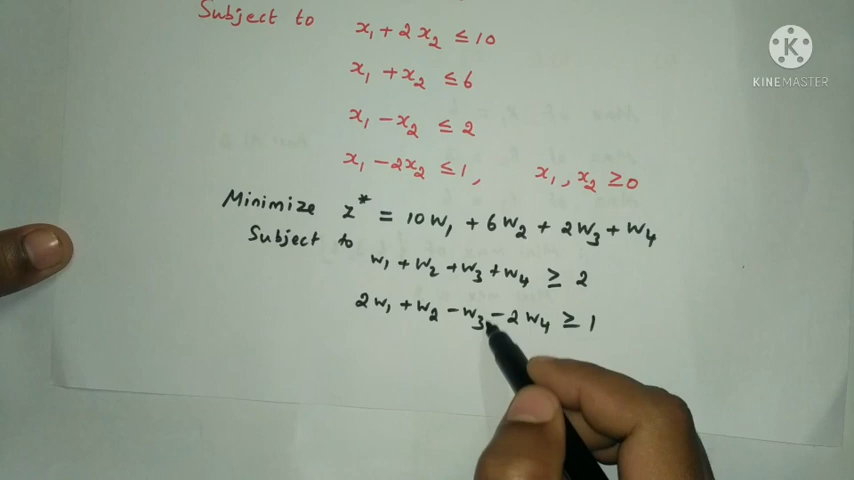 Subject to
x₁ + 2x₂ ≤ 10
x₁ + x₂ ≤ 6
x₁ - x₂ ≤ 2
x₁ - 2x₂ ≤ 1, x₁, x₂ ≥ 0
Minimize z* = 10w₁ + 6w₂ + 2w₃ + w₄
Subject to
w₁ + w₂ + w₃ + w₄ ≥ 2
2w₁ + w₂ - w₃ - 2w₄ ≥ 1
K
KINEMASTER